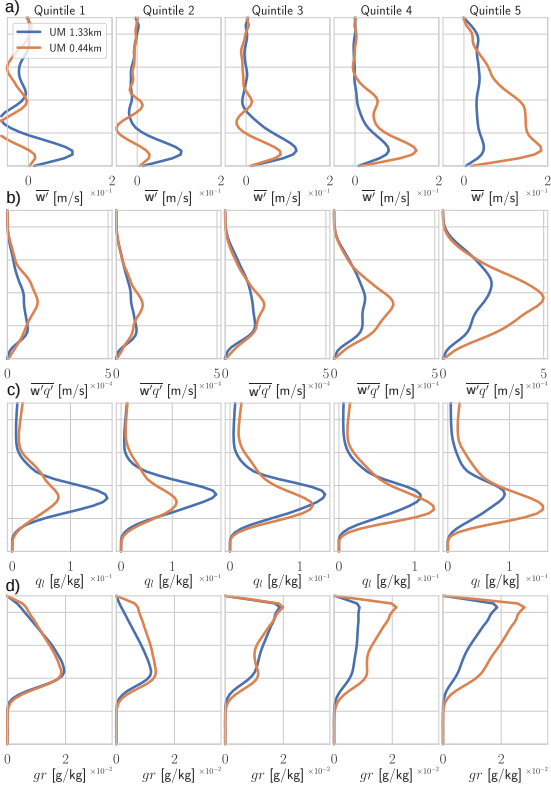 a) Quintile 1 Quintile 2 Quintile 3 Quintile 4 Quintile 5
UM 1.33km
UM 0.44km
0 2 0 2 0 2 0 2 0 2
w′ [m/s] ×10⁻¹ w′ [m/s] ×10⁻¹ w′ [m/s] ×10⁻¹ w′ [m/s] ×10⁻¹ w′ [m/s] ×10⁻¹
b)
0 5 0 5 0 5 0 5 0 5
w′q′ [m/s] ×10⁻⁴ w′q′ [m/s] ×10⁻⁴ w′q′ [m/s] ×10⁻⁴ w′q′ [m/s] ×10⁻⁴ w′q′ [m/s] ×10⁻⁴
c)
0 1 0 1 0 1 0 1 0 1
qₗ [g/kg] ×10⁻¹ qₗ [g/kg] ×10⁻¹ qₗ [g/kg] ×10⁻¹ qₗ [g/kg] ×10⁻¹ qₗ [g/kg] ×10⁻¹
d)
0 2 0 2 0 2 0 2 0 2
gr [g/kg] ×10⁻² gr [g/kg] ×10⁻² gr [g/kg] ×10⁻² gr [g/kg] ×10⁻² gr [g/kg] ×10⁻²